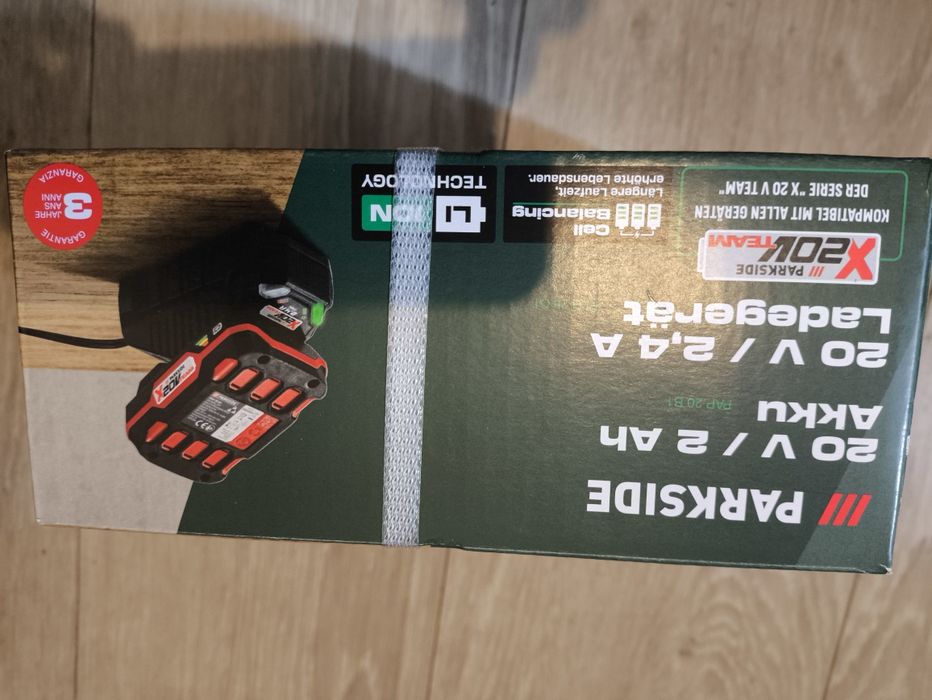 /// PARKSIDE
20 V / 2 Ah
Akku
PAP 20 B1
20 V / 2,4 A
Ladegerät
/// PARKSIDE
X20V TEAM
KOMPATIBEL MIT ALLEN GERÄTEN
DER SERIE "X 20 V TEAM"
Cell
Balancing
Längere Laufzeit,
erhöhte Lebensdauer.
LI ION
TECHNOLOGY
GARANTIE
3
JAHRE
ANS
ANNI
GARANZIA